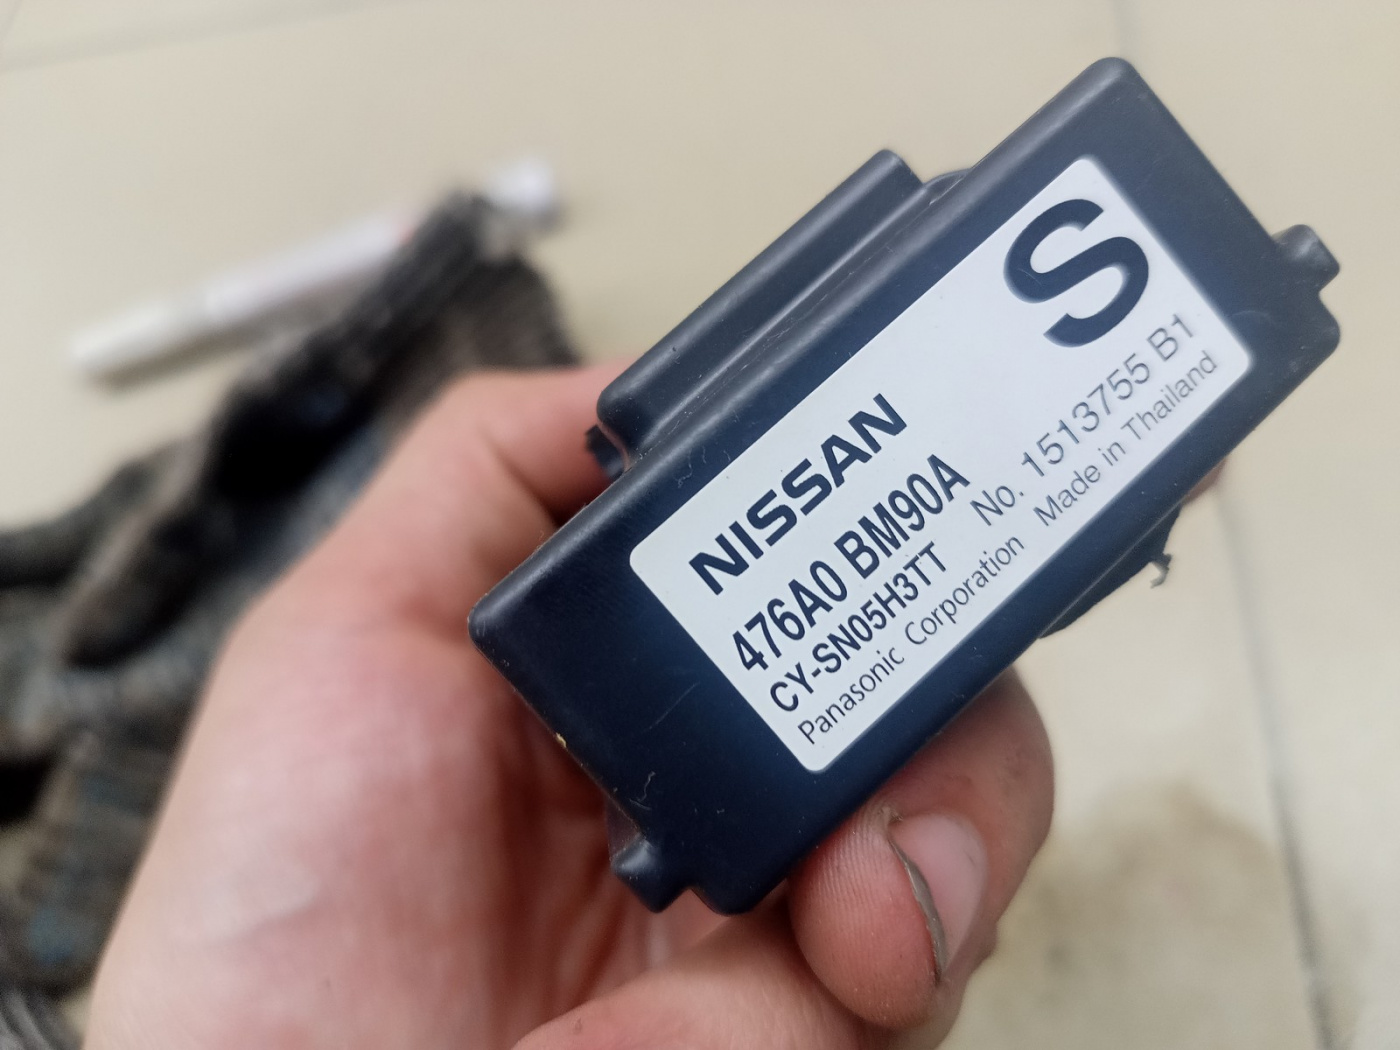 S
NISSAN
476A0 BM90A
CY-SN05H3TT No. 1513755 B1
Panasonic Corporation Made in Thailand